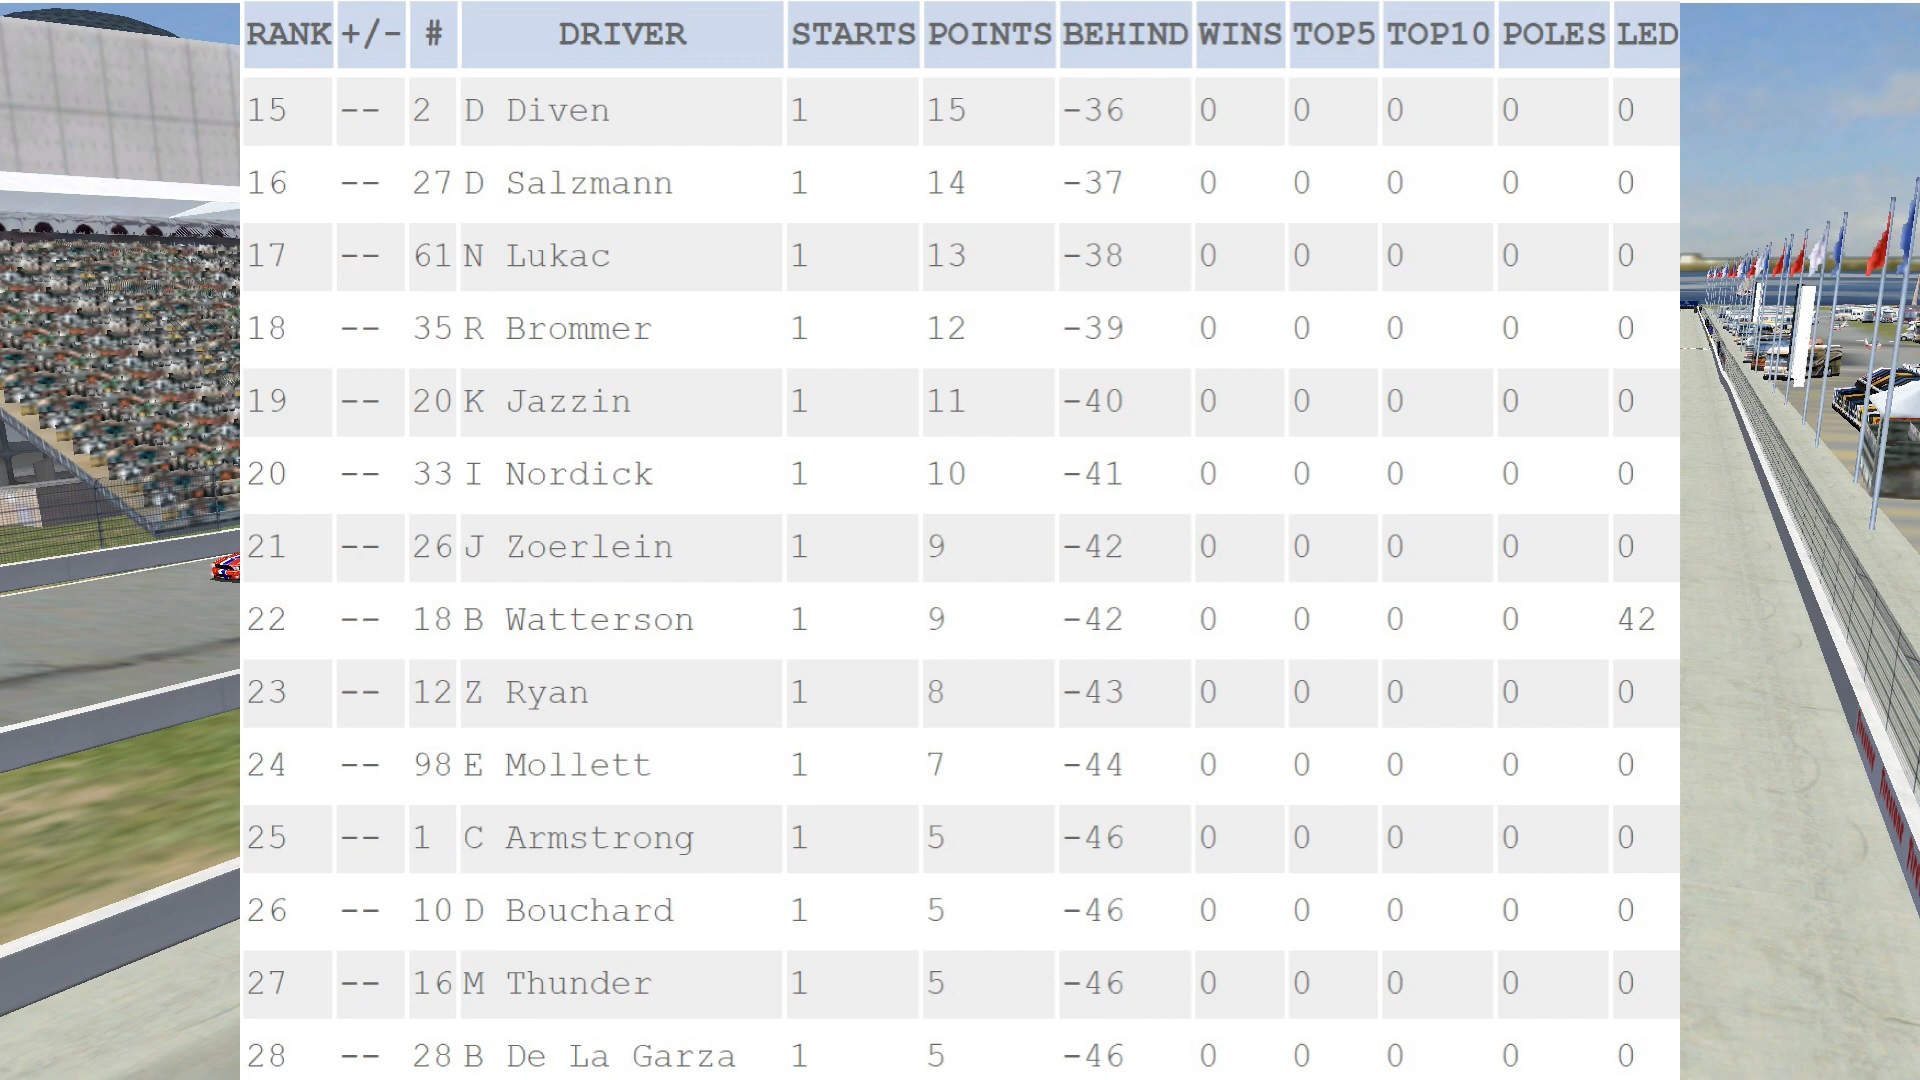 RANK +/- # DRIVER STARTS POINTS BEHIND WINS TOP5 TOP10 POLES LED
15 -- 2 D Diven 1 15 -36 0 0 0 0 0
16 -- 27 D Salzmann 1 14 -37 0 0 0 0 0
17 -- 61 N Lukac 1 13 -38 0 0 0 0 0
18 -- 35 R Brommer 1 12 -39 0 0 0 0 0
19 -- 20 K Jazzin 1 11 -40 0 0 0 0 0
20 -- 33 I Nordick 1 10 -41 0 0 0 0 0
21 -- 26 J Zoerlein 1 9 -42 0 0 0 0 0
22 -- 18 B Watterson 1 9 -42 0 0 0 0 42
23 -- 12 Z Ryan 1 8 -43 0 0 0 0 0
24 -- 98 E Mollett 1 7 -44 0 0 0 0 0
25 -- 1 C Armstrong 1 5 -46 0 0 0 0 0
26 -- 10 D Bouchard 1 5 -46 0 0 0 0 0
27 -- 16 M Thunder 1 5 -46 0 0 0 0 0
28 -- 28 B De La Garza 1 5 -46 0 0 0 0 0